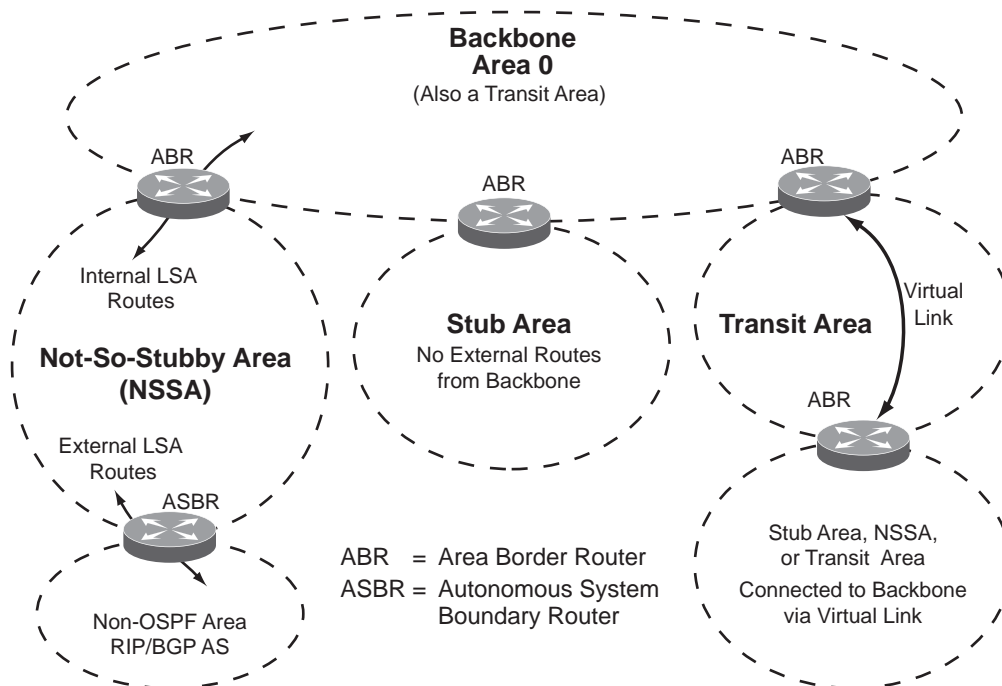 Backbone
Area 0
(Also a Transit Area)
ABR
ABR
ABR
Internal LSA
Routes
Not-So-Stubby Area
(NSSA)
Stub Area
No External Routes
from Backbone
Transit Area
Virtual
Link
External LSA
Routes
ASBR
ABR
Non-OSPF Area
RIP/BGP AS
ABR = Area Border Router
ASBR = Autonomous System
Boundary Router
Stub Area, NSSA,
or Transit Area
Connected to Backbone
via Virtual Link